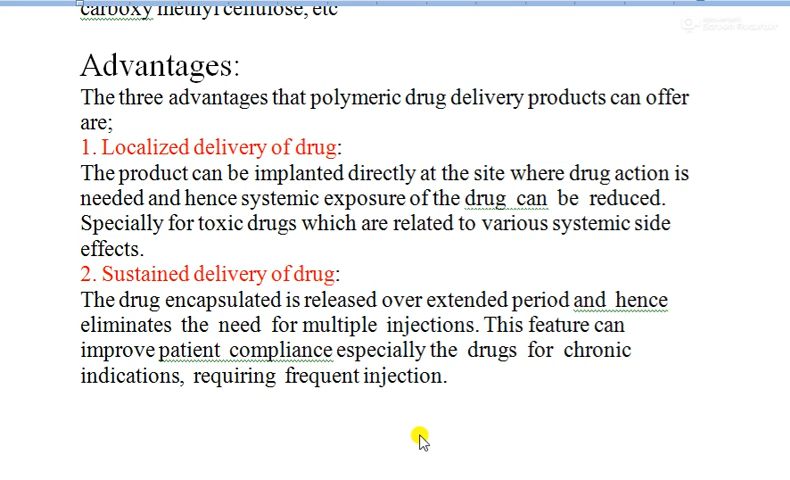 carboxy methyl cellulose, etc
Advantages:
The three advantages that polymeric drug delivery products can offer
are;
1. Localized delivery of drug:
The product can be implanted directly at the site where drug action is
needed and hence systemic exposure of the drug can be reduced.
Specially for toxic drugs which are related to various systemic side
effects.
2. Sustained delivery of drug:
The drug encapsulated is released over extended period and hence
eliminates the need for multiple injections. This feature can
improve patient compliance especially the drugs for chronic
indications, requiring frequent injection.